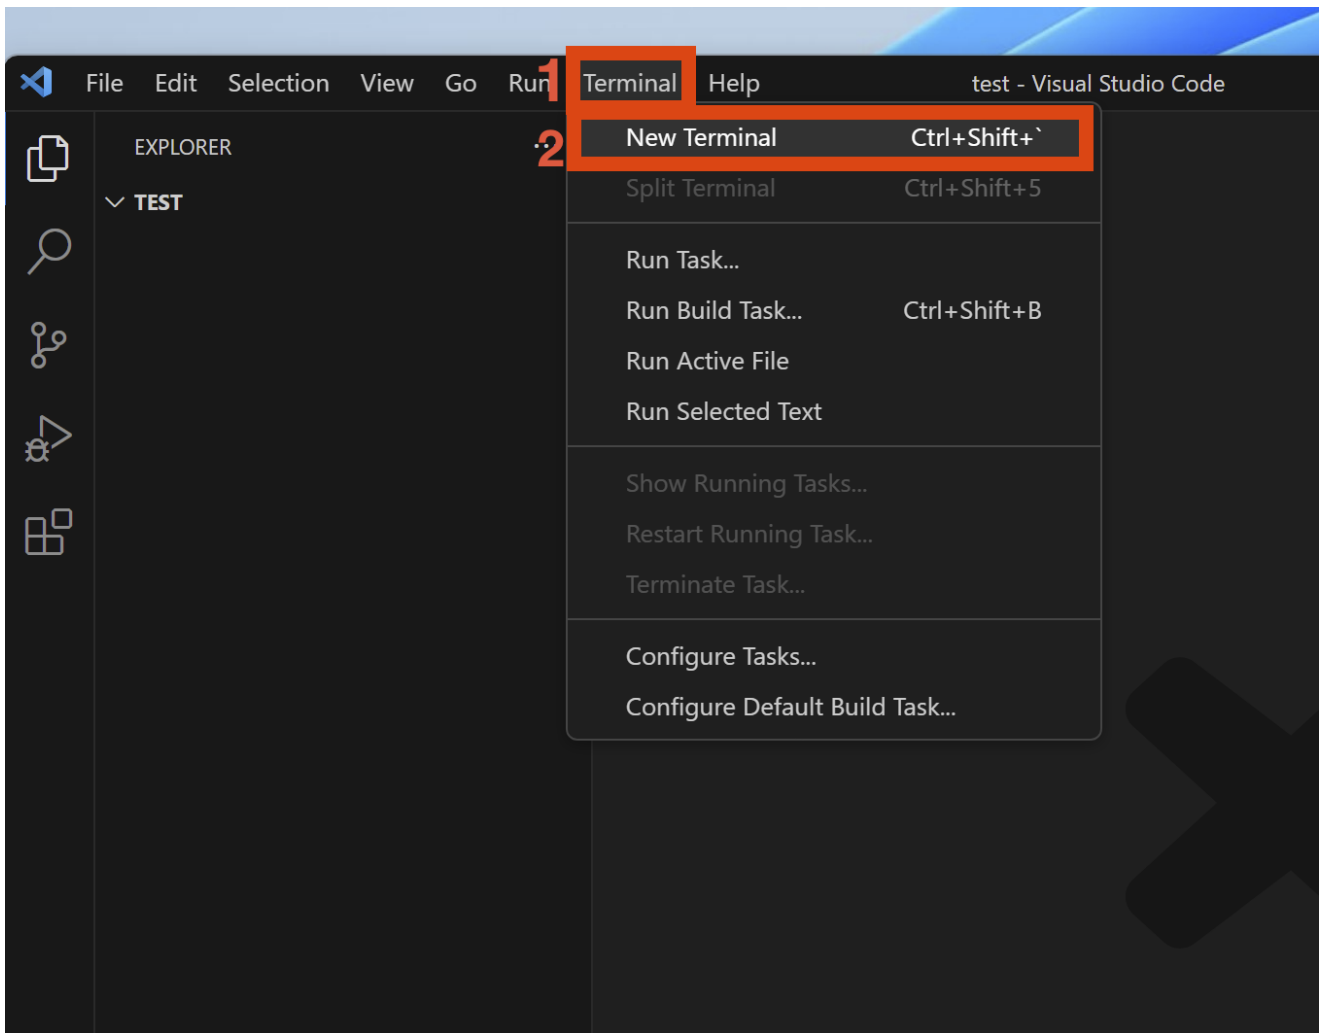 File Edit Selection View Go Run 1 Terminal Help test - Visual Studio Code
EXPLORER
2 New Terminal Ctrl+Shift+`
TEST
Split Terminal Ctrl+Shift+5
Run Task...
Run Build Task... Ctrl+Shift+B
Run Active File
Run Selected Text
Show Running Tasks...
Restart Running Task...
Terminate Task...
Configure Tasks...
Configure Default Build Task...